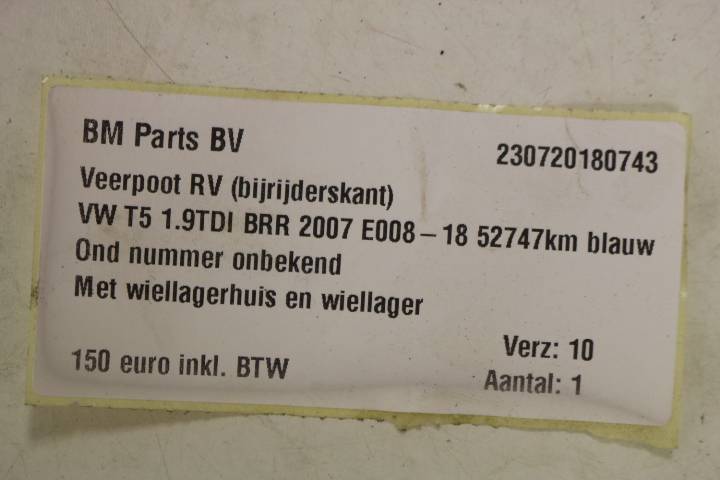 BM Parts BV
230720180743
Veerpoot RV (bijrijderskant)
VW T5 1.9TDI BRR 2007 E008-18 52747km blauw
Ond nummer onbekend
Met wiellagerhuis en wiellager
Verz: 10
150 euro inkl. BTW
Aantal: 1